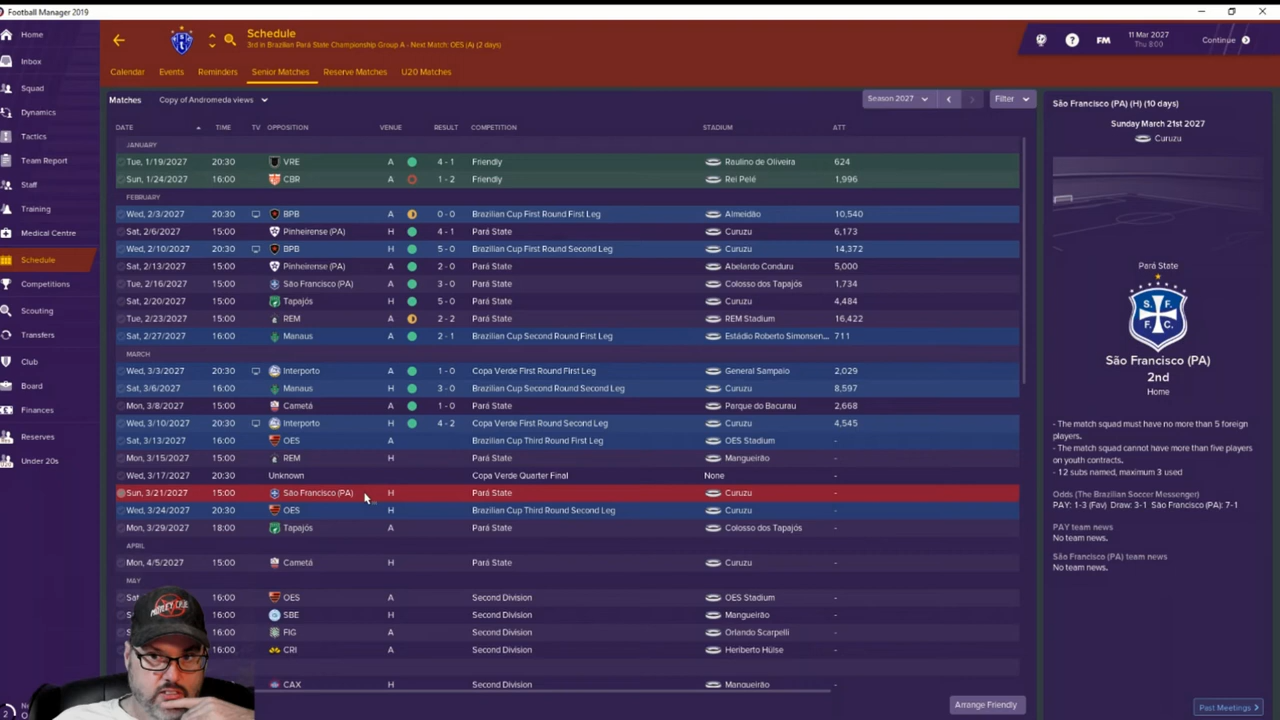 Football Manager 2019
Home
Inbox
Squad
Dynamics
Tactics
Team Report
Staff
Training
Medical Centre
Schedule
Competitions
Scouting
Transfers
Club
Board
Finances
Reserves
Under 20s
Schedule
3rd in Brazilian Pará State Championship Group A - Next Match: OES (A) (2 days)
FM
11 Mar 2027
Thu 8:00
Continue
Calendar Events Reminders Senior Matches Reserve Matches U20 Matches
Matches Copy of Andromeda views
Season 2027
Filter
DATE TIME TV OPPOSITION VENUE RESULT COMPETITION STADIUM ATT
JANUARY
Tue, 1/19/2027 20:30 VRE A 4 - 1 Friendly Raulino de Oliveira 624
Sun, 1/24/2027 16:00 CBR A 1 - 2 Friendly Rei Pelé 1,996
FEBRUARY
Wed, 2/3/2027 20:30 BPB A 0 - 0 Brazilian Cup First Round First Leg Almeidão 10,540
Sat, 2/6/2027 15:00 Pinheirense (PA) H 4 - 1 Pará State Curuzu 6,173
Wed, 2/10/2027 20:30 BPB H 5 - 0 Brazilian Cup First Round Second Leg Curuzu 14,372
Sat, 2/13/2027 15:00 Pinheirense (PA) A 2 - 0 Pará State Abelardo Conduru 5,000
Tue, 2/16/2027 15:00 São Francisco (PA) A 3 - 0 Pará State Colosso dos Tapajós 1,734
Sat, 2/20/2027 15:00 Tapajós H 5 - 0 Pará State Curuzu 4,484
Tue, 2/23/2027 15:00 REM A 2 - 2 Pará State REM Stadium 16,422
Sat, 2/27/2027 16:00 Manaus A 2 - 1 Brazilian Cup Second Round First Leg Estádio Roberto Simonsen... 711
MARCH
Wed, 3/3/2027 20:30 Interporto A 1 - 0 Copa Verde First Round First Leg General Sampaio 2,029
Sat, 3/6/2027 16:00 Manaus H 3 - 0 Brazilian Cup Second Round Second Leg Curuzu 8,597
Mon, 3/8/2027 15:00 Cametá A 1 - 0 Pará State Parque do Bacurau 2,668
Wed, 3/10/2027 20:30 Interporto H 4 - 2 Copa Verde First Round Second Leg Curuzu 4,545
Sat, 3/13/2027 16:00 OES A Brazilian Cup Third Round First Leg OES Stadium -
Mon, 3/15/2027 15:00 REM H Pará State Mangueirão -
Wed, 3/17/2027 20:30 Unknown Copa Verde Quarter Final None -
Sun, 3/21/2027 15:00 São Francisco (PA) H Pará State Curuzu -
Wed, 3/24/2027 20:30 OES H Brazilian Cup Third Round Second Leg Curuzu -
Mon, 3/29/2027 18:00 Tapajós A Pará State Colosso dos Tapajós -
APRIL
Mon, 4/5/2027 15:00 Cametá H Pará State Curuzu -
MAY
16:00 OES A Second Division OES Stadium -
16:00 SBE H Second Division Mangueirão -
16:00 FIG A Second Division Orlando Scarpelli -
16:00 CRI A Second Division Heriberto Hülse -
CAX H Second Division Mangueirão -
São Francisco (PA) (H) (10 days)
Sunday March 21st 2027
Curuzu
Pará State
S. F.
F. C.
São Francisco (PA)
2nd
Home
- The match squad must have no more than 5 foreign
players.
- The match squad cannot have more than five players
on youth contracts.
- 12 subs named, maximum 3 used
Odds (The Brazilian Soccer Messenger)
PAY: 1-3 (Fav) Draw: 3-1 São Francisco (PA): 7-1
PAY team news
No team news.
São Francisco (PA) team news
No team news.
Arrange Friendly
Past Meetings